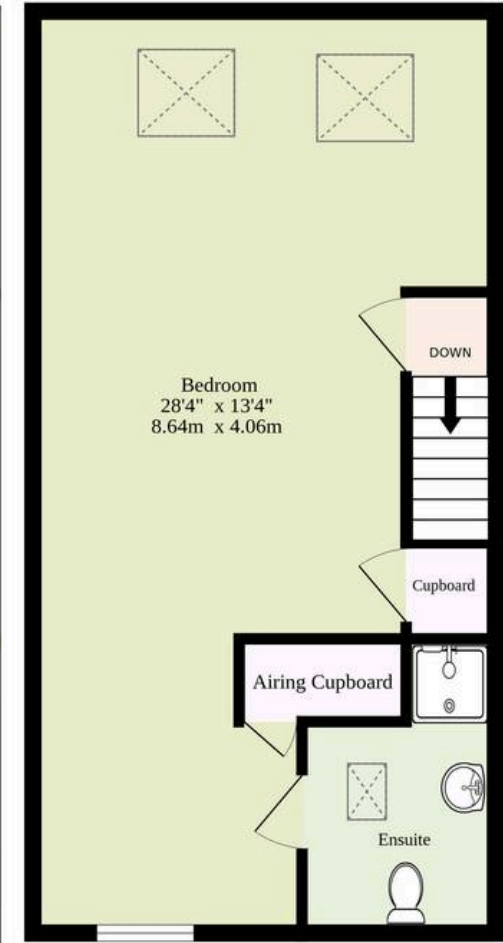 DOWN
Bedroom
28'4" x 13'4"
8.64m x 4.06m
Cupboard
Airing Cupboard
Ensuite